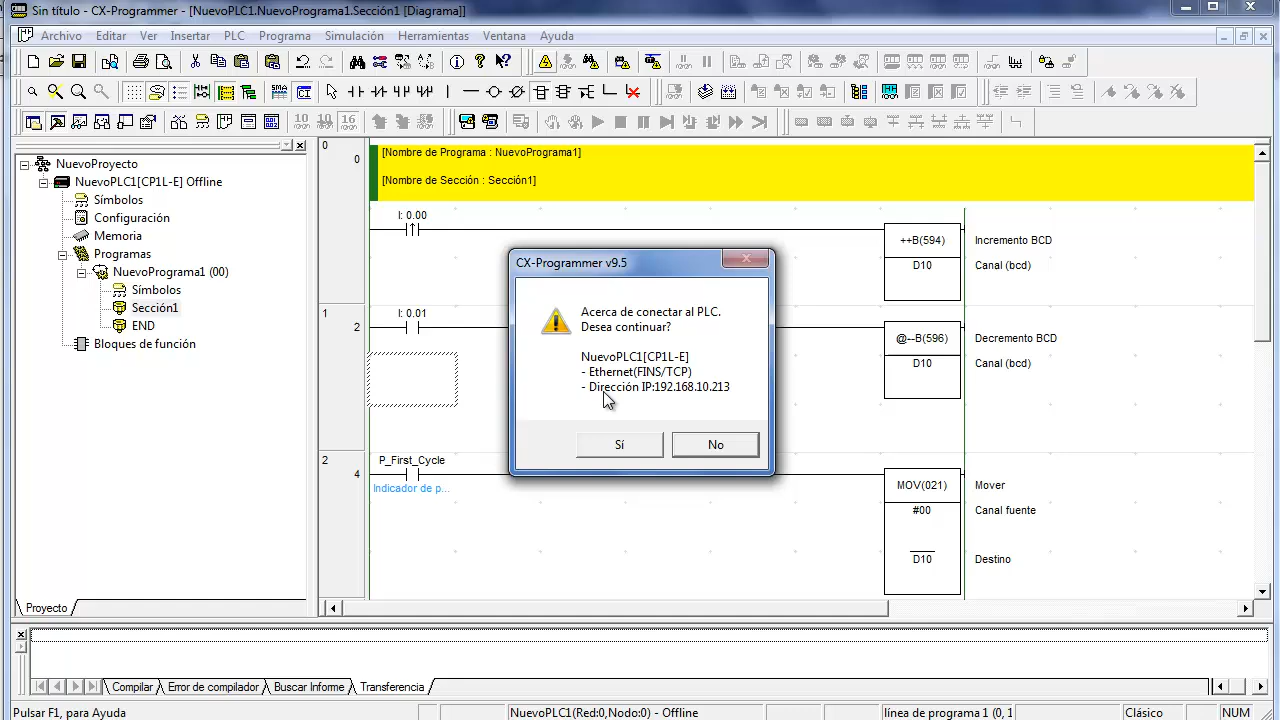 Sin título - CX-Programmer - [NuevoPLC1.NuevoPrograma1.Sección1 [Diagrama]]
Archivo Editar Ver Insertar PLC Programa Simulación Herramientas Ventana Ayuda
10 10 16
NuevoProyecto
NuevoPLC1[CP1L-E] Offline
Símbolos
Configuración
Memoria
Programas
NuevoPrograma1 (00)
Símbolos
Sección1
END
Bloques de función
Proyecto
0
0
[Nombre de Programa : NuevoPrograma1]
[Nombre de Sección : Sección1]
I: 0.00
++B(594)
Incremento BCD
D10
Canal (bcd)
1
2
I: 0.01
@--B(596)
Decremento BCD
D10
Canal (bcd)
2
4
P_First_Cycle
Indicador de p...
MOV(021)
Mover
#00
Canal fuente
D10
Destino
CX-Programmer v9.5
Acerca de conectar al PLC.
Desea continuar?
NuevoPLC1[CP1L-E]
- Ethernet(FINS/TCP)
- Dirección IP:192.168.10.213
Sí
No
Compilar Error de compilador Buscar Informe Transferencia
Pulsar F1, para Ayuda
NuevoPLC1(Red:0,Nodo:0) - Offline
línea de programa 1 (0, 1
Clásico
NUM